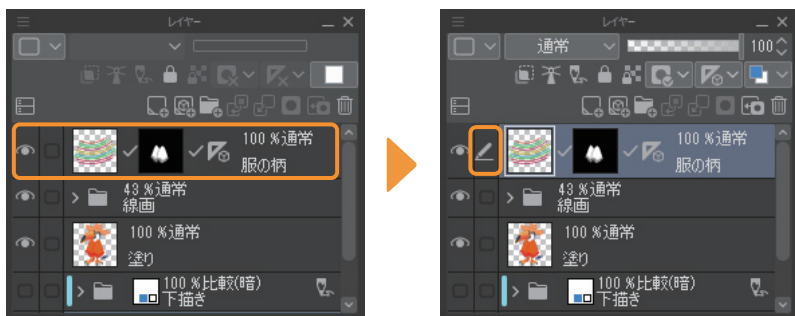 レイヤー
100 %通常
服の柄
43 %通常
線画
100 %通常
塗り
100 %比較(暗)
下描き
レイヤー
通常
100
100 %通常
服の柄
43 %通常
線画
100 %通常
塗り
100 %比較(暗)
下描き